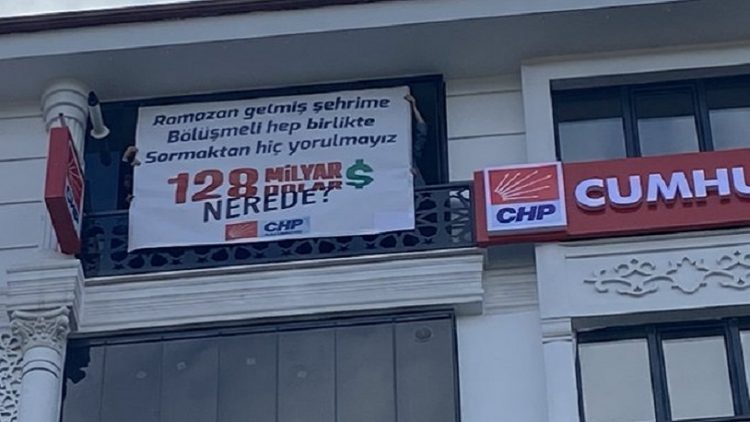 Ramazan gelmiş şehrime
Bölüşmeli hep birlikte
Sormaktan hiç yorulmayız
128 MİLYAR DOLAR $
NEREDE?
CHP
CHP
CUMHU